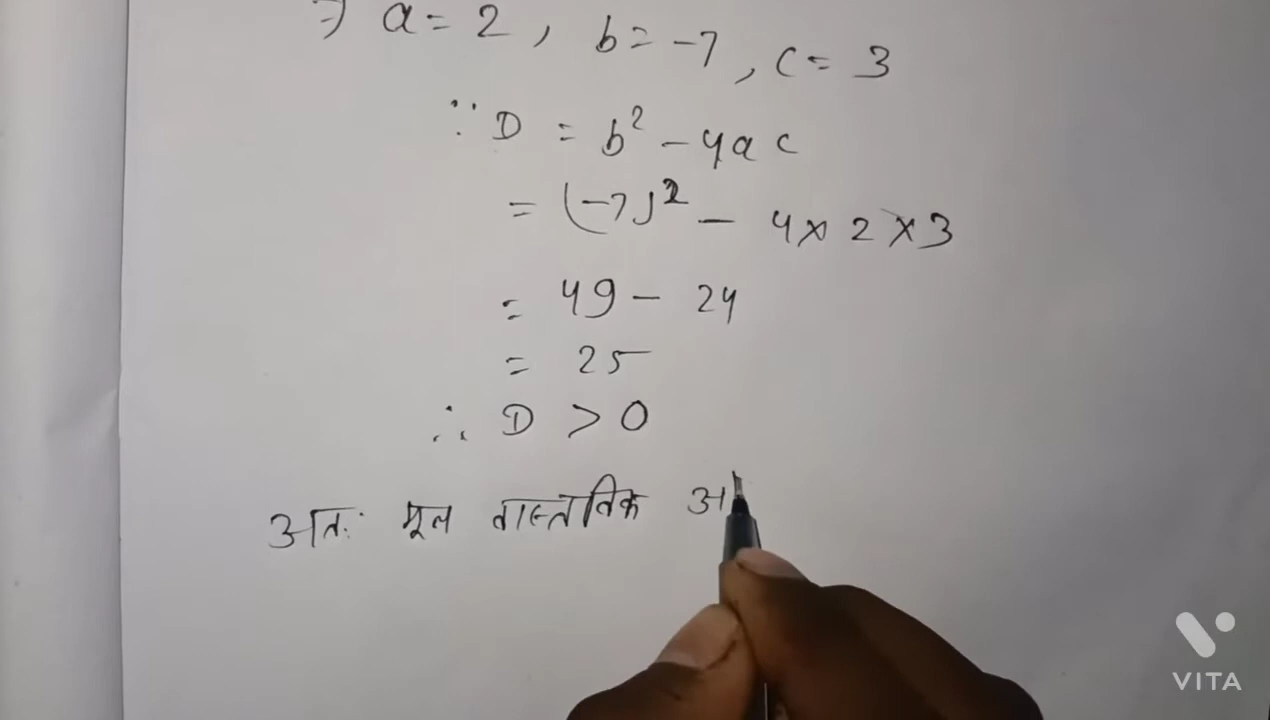 ⇒ a = 2, b = -7, c = 3
∵ D = b² - 4ac
= (-7)² - 4 × 2 × 3
= 49 - 24
= 25
∴ D > 0
अतः मूल वास्तविक
VITA